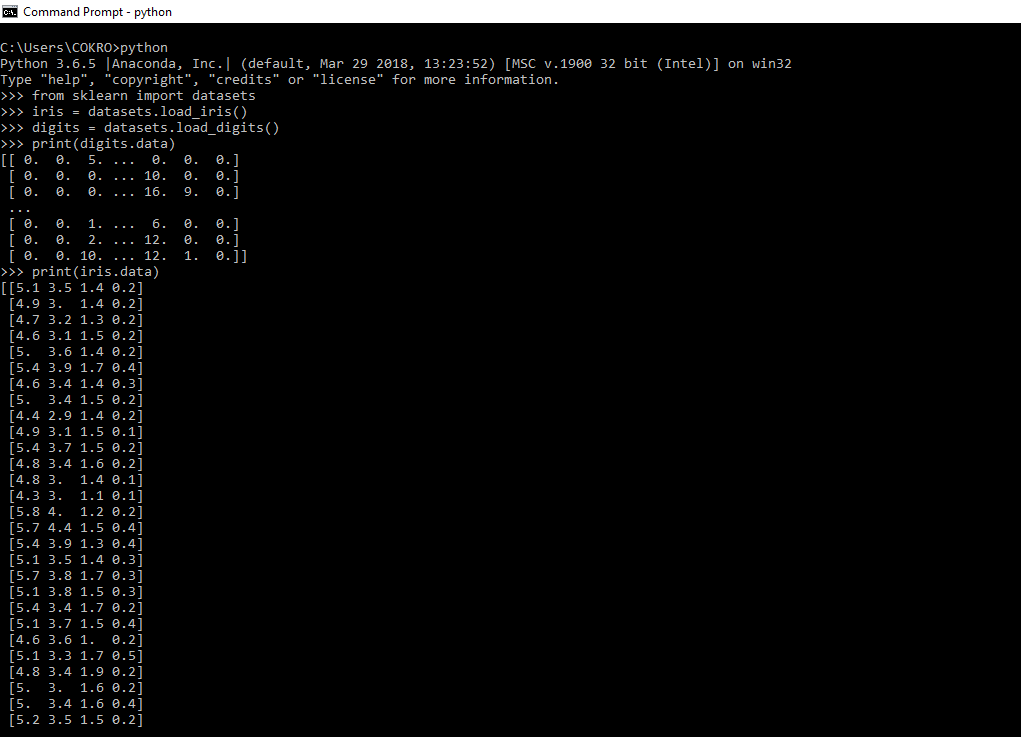 Command Prompt - python
C:\Users\COKRO>python
Python 3.6.5 |Anaconda, Inc.| (default, Mar 29 2018, 13:23:52) [MSC v.1900 32 bit (Intel)] on win32
Type "help", "copyright", "credits" or "license" for more information.
>>> from sklearn import datasets
>>> iris = datasets.load_iris()
>>> digits = datasets.load_digits()
>>> print(digits.data)
[[ 0.  0.  5. ...  0.  0.  0.]
 [ 0.  0.  0. ... 10.  0.  0.]
 [ 0.  0.  0. ... 16.  9.  0.]
 ...
 [ 0.  0.  1. ...  6.  0.  0.]
 [ 0.  0.  2. ... 12.  0.  0.]
 [ 0.  0. 10. ... 12.  1.  0.]]
>>> print(iris.data)
[[5.1 3.5 1.4 0.2]
 [4.9 3.  1.4 0.2]
 [4.7 3.2 1.3 0.2]
 [4.6 3.1 1.5 0.2]
 [5.  3.6 1.4 0.2]
 [5.4 3.9 1.7 0.4]
 [4.6 3.4 1.4 0.3]
 [5.  3.4 1.5 0.2]
 [4.4 2.9 1.4 0.2]
 [4.9 3.1 1.5 0.1]
 [5.4 3.7 1.5 0.2]
 [4.8 3.4 1.6 0.2]
 [4.8 3.  1.4 0.1]
 [4.3 3.  1.1 0.1]
 [5.8 4.  1.2 0.2]
 [5.7 4.4 1.5 0.4]
 [5.4 3.9 1.3 0.4]
 [5.1 3.5 1.4 0.3]
 [5.7 3.8 1.7 0.3]
 [5.1 3.8 1.5 0.3]
 [5.4 3.4 1.7 0.2]
 [5.1 3.7 1.5 0.4]
 [4.6 3.6 1.  0.2]
 [5.1 3.3 1.7 0.5]
 [4.8 3.4 1.9 0.2]
 [5.  3.  1.6 0.2]
 [5.  3.4 1.6 0.4]
 [5.2 3.5 1.5 0.2]